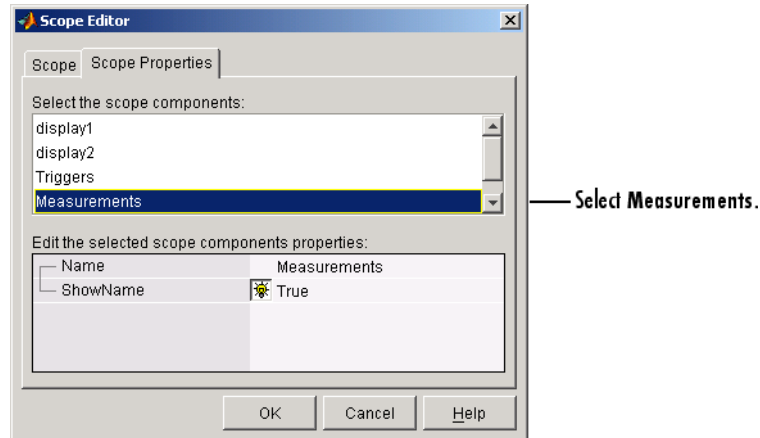 Scope Editor
Scope Scope Properties
Select the scope components:
display1
display2
Triggers
Measurements
Select Measurements.
Edit the selected scope components properties:
Name Measurements
ShowName True
OK Cancel Help